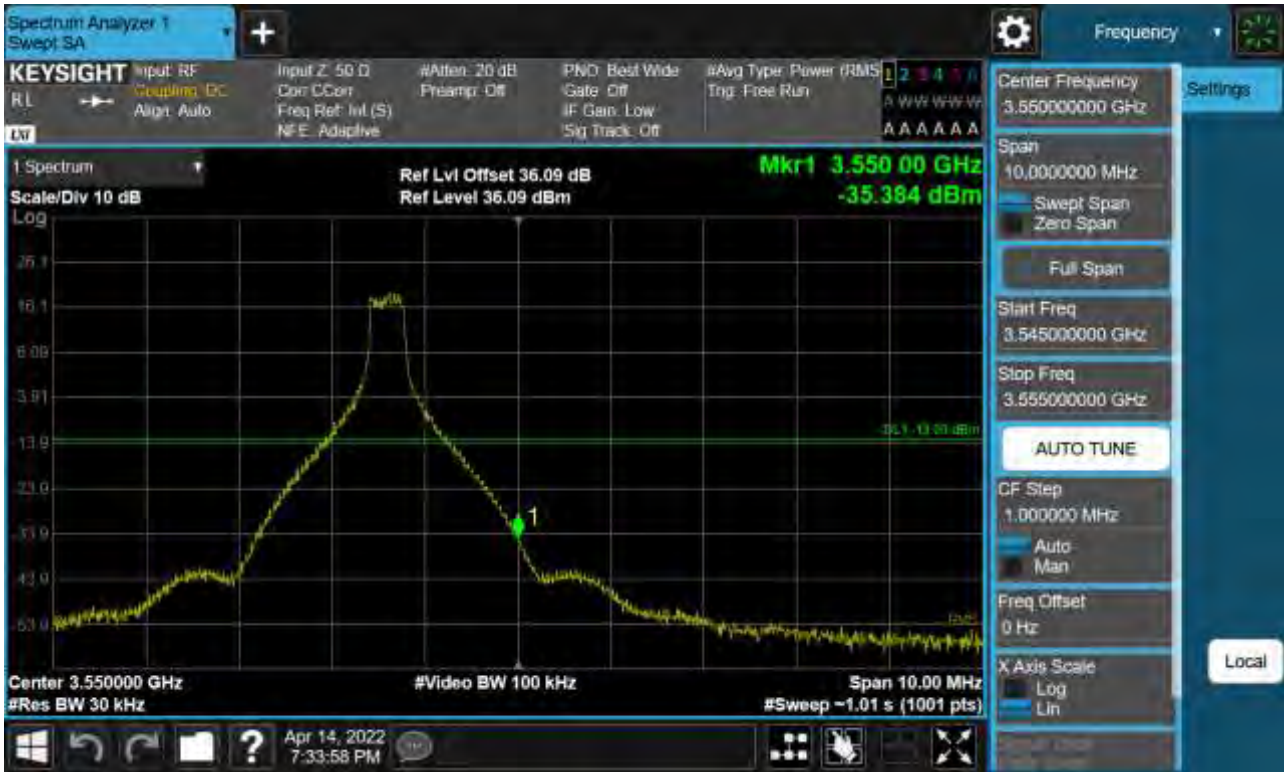 Spectrum Analyzer 1
Swept SA
Frequency
KEYSIGHT
RL
Input: RF
Coupling: DC
Align: Auto
Input Z: 50 Ω
Corr CCorr
Freq Ref: Int (S)
NFE: Adaptive
#Atten: 20 dB
Preamp: Off
PNO: Best Wide
Gate: Off
IF Gain: Low
Sig Track: Off
#Avg Type: Power (RMS
Trig: Free Run
1 2 3 4 5 6
A W W W W W
A A A A A A
LXI
1 Spectrum
Scale/Div 10 dB
Log
Ref Lvl Offset 36.09 dB
Ref Level 36.09 dBm
Mkr1 3.550 00 GHz
-35.384 dBm
26.1
16.1
6.09
-3.91
-13.9
-23.9
-33.9
-43.9
-53.9
DL1 -13.00 dBm
1
Center 3.550000 GHz
#Video BW 100 kHz
Span 10.00 MHz
#Res BW 30 kHz
#Sweep ~1.01 s (1001 pts)
Center Frequency
3.550000000 GHz
Settings
Span
10.0000000 MHz
Swept Span
Zero Span
Full Span
Start Freq
3.545000000 GHz
Stop Freq
3.555000000 GHz
AUTO TUNE
CF Step
1.000000 MHz
Auto
Man
Freq Offset
0 Hz
X Axis Scale
Log
Lin
Local
Apr 14, 2022
7:33:58 PM